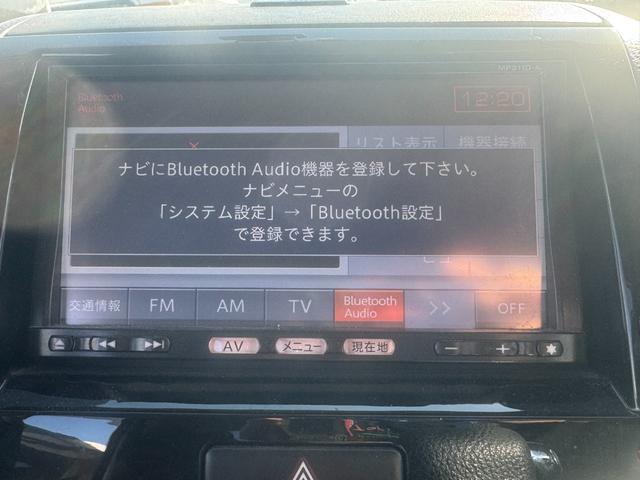 Bluetooth
Audio
12:20
リスト表示 機器接続
ナビにBluetooth Audio機器を登録して下さい。
ナビメニューの
「システム設定」→「Bluetooth設定」
で登録できます。
交通情報 FM AM TV Bluetooth Audio >> OFF
AV メニュー 現在地